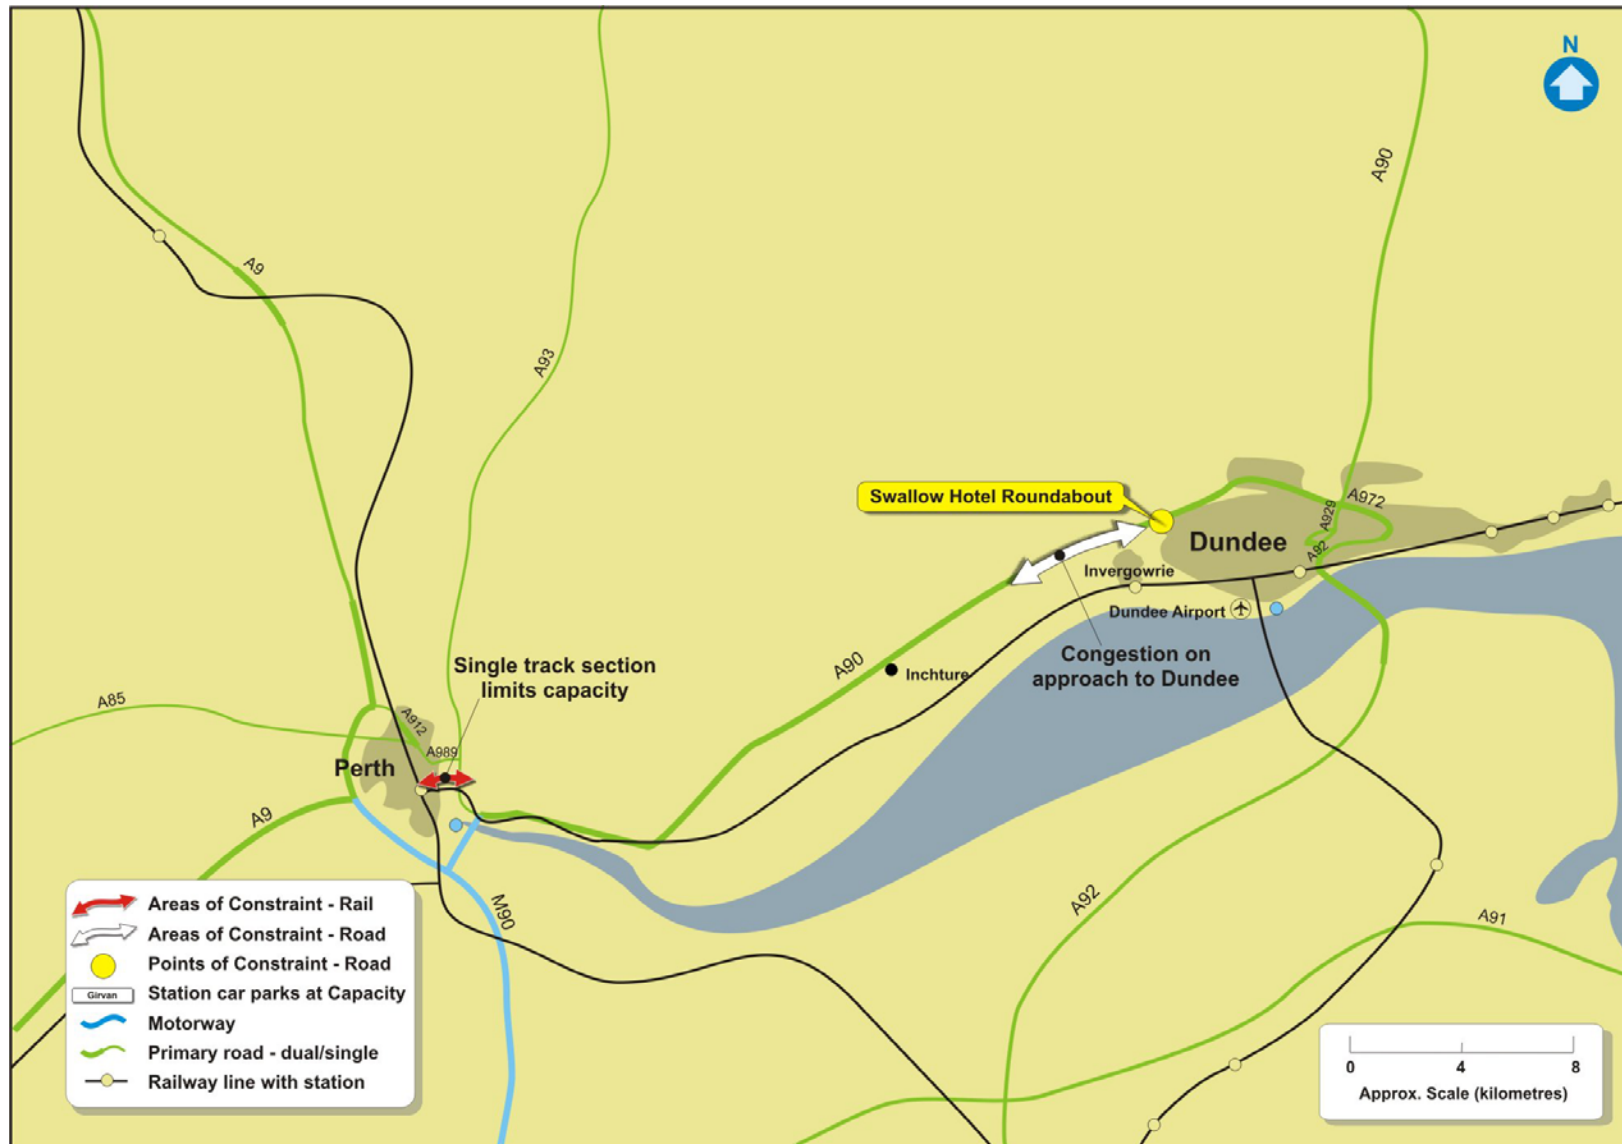 N
A90
A9
A93
Swallow Hotel Roundabout
A972
A929
Dundee
A92
Invergowrie
Dundee Airport
Single track section
limits capacity
A90
Inchture
Congestion on
approach to Dundee
A85
A912
A989
Perth
A9
M90
A92
A91
Areas of Constraint - Rail
Areas of Constraint - Road
Points of Constraint - Road
Girvan
Station car parks at Capacity
Motorway
Primary road - dual/single
Railway line with station
0 4 8
Approx. Scale (kilometres)